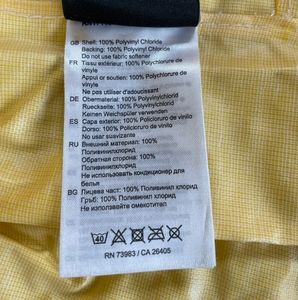 GB Shell: 100% Polyvinyl Chloride
Backing: 100% Polyvinyl Chloride
Do not use fabric softener
FR Tissu extérieur: 100% Polychlorure de
vinyle
Appui or soutien: 100% Polychlorure de
vinyle
Ne pas utiliser d'adoucissant
DE Obermaterial: 100% Polyvinylchlorid
Rueckseite: 100% Polyvinylchlorid
Keinen Weichspüler verwenden
ES Capa exterior: 100% Policloruro de vinilo
Dorso: 100% Policloruro de vinilo
No usar suavizante
RU Внешний материал: 100%
Поливинилхлорид
Обратная сторона: 100%
Поливинилхлорид
Не использовать кондиционер для
белья
BG Лицева част: 100% Поливинил хлорид
Гръб: 100% Поливинил хлорид
Не използвайте омекотител
40
RN 73983 / CA 26405